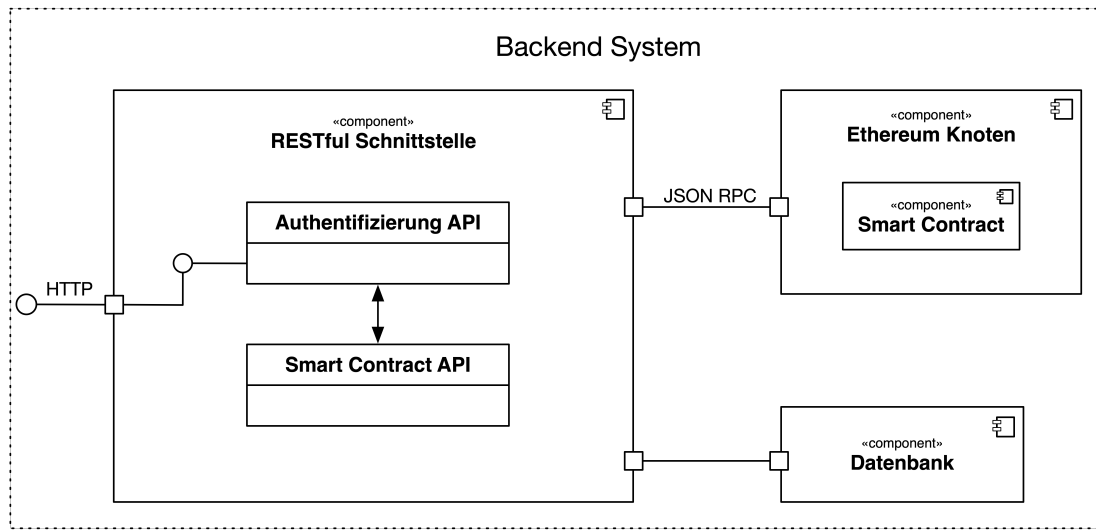 Backend System
«component»
RESTful Schnittstelle
Authentifizierung API
Smart Contract API
HTTP
JSON RPC
«component»
Ethereum Knoten
«component»
Smart Contract
«component»
Datenbank